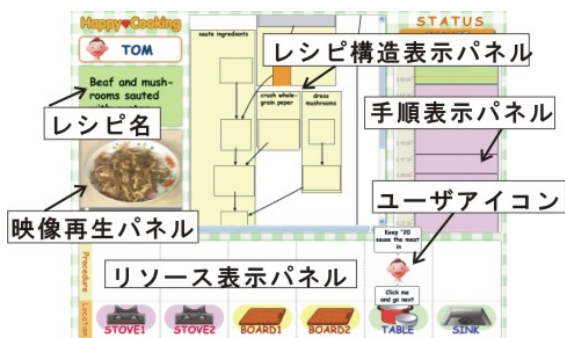 Happy♥Cooking
TOM
Beaf and mush-
rooms sauted
レシピ名
映像再生パネル
saute ingredients
crush whole-
grain paper
dress
mushrooms
レシピ構造表示パネル
STATUS
手順表示パネル
ユーザアイコン
Keep "20
sause the meat
in
Click me
and go next
リソース表示パネル
Procedure
Location
STOVE1
STOVE2
BOARD1
BOARD2
TABLE
SINK